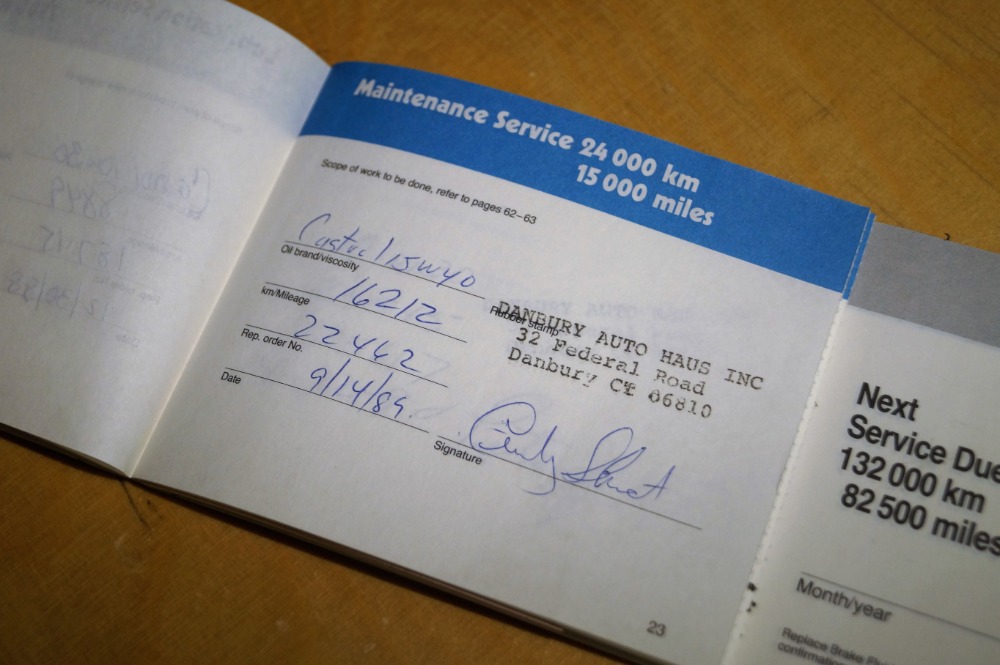 Maintenance Service 24 000 km
15 000 miles
Scope of work to be done, refer to pages 62–63
Castrol 15W40
Oil brand/viscosity
16212
km/Mileage
22462
Rep. order No.
9/14/89
Date
Rubber stamp
DANBURY AUTO HAUS INC
32 Federal Road
Danbury CT 06810
Signature
23
Next
Service Due
132 000 km
82 500 miles
Month/year
Replace Brake